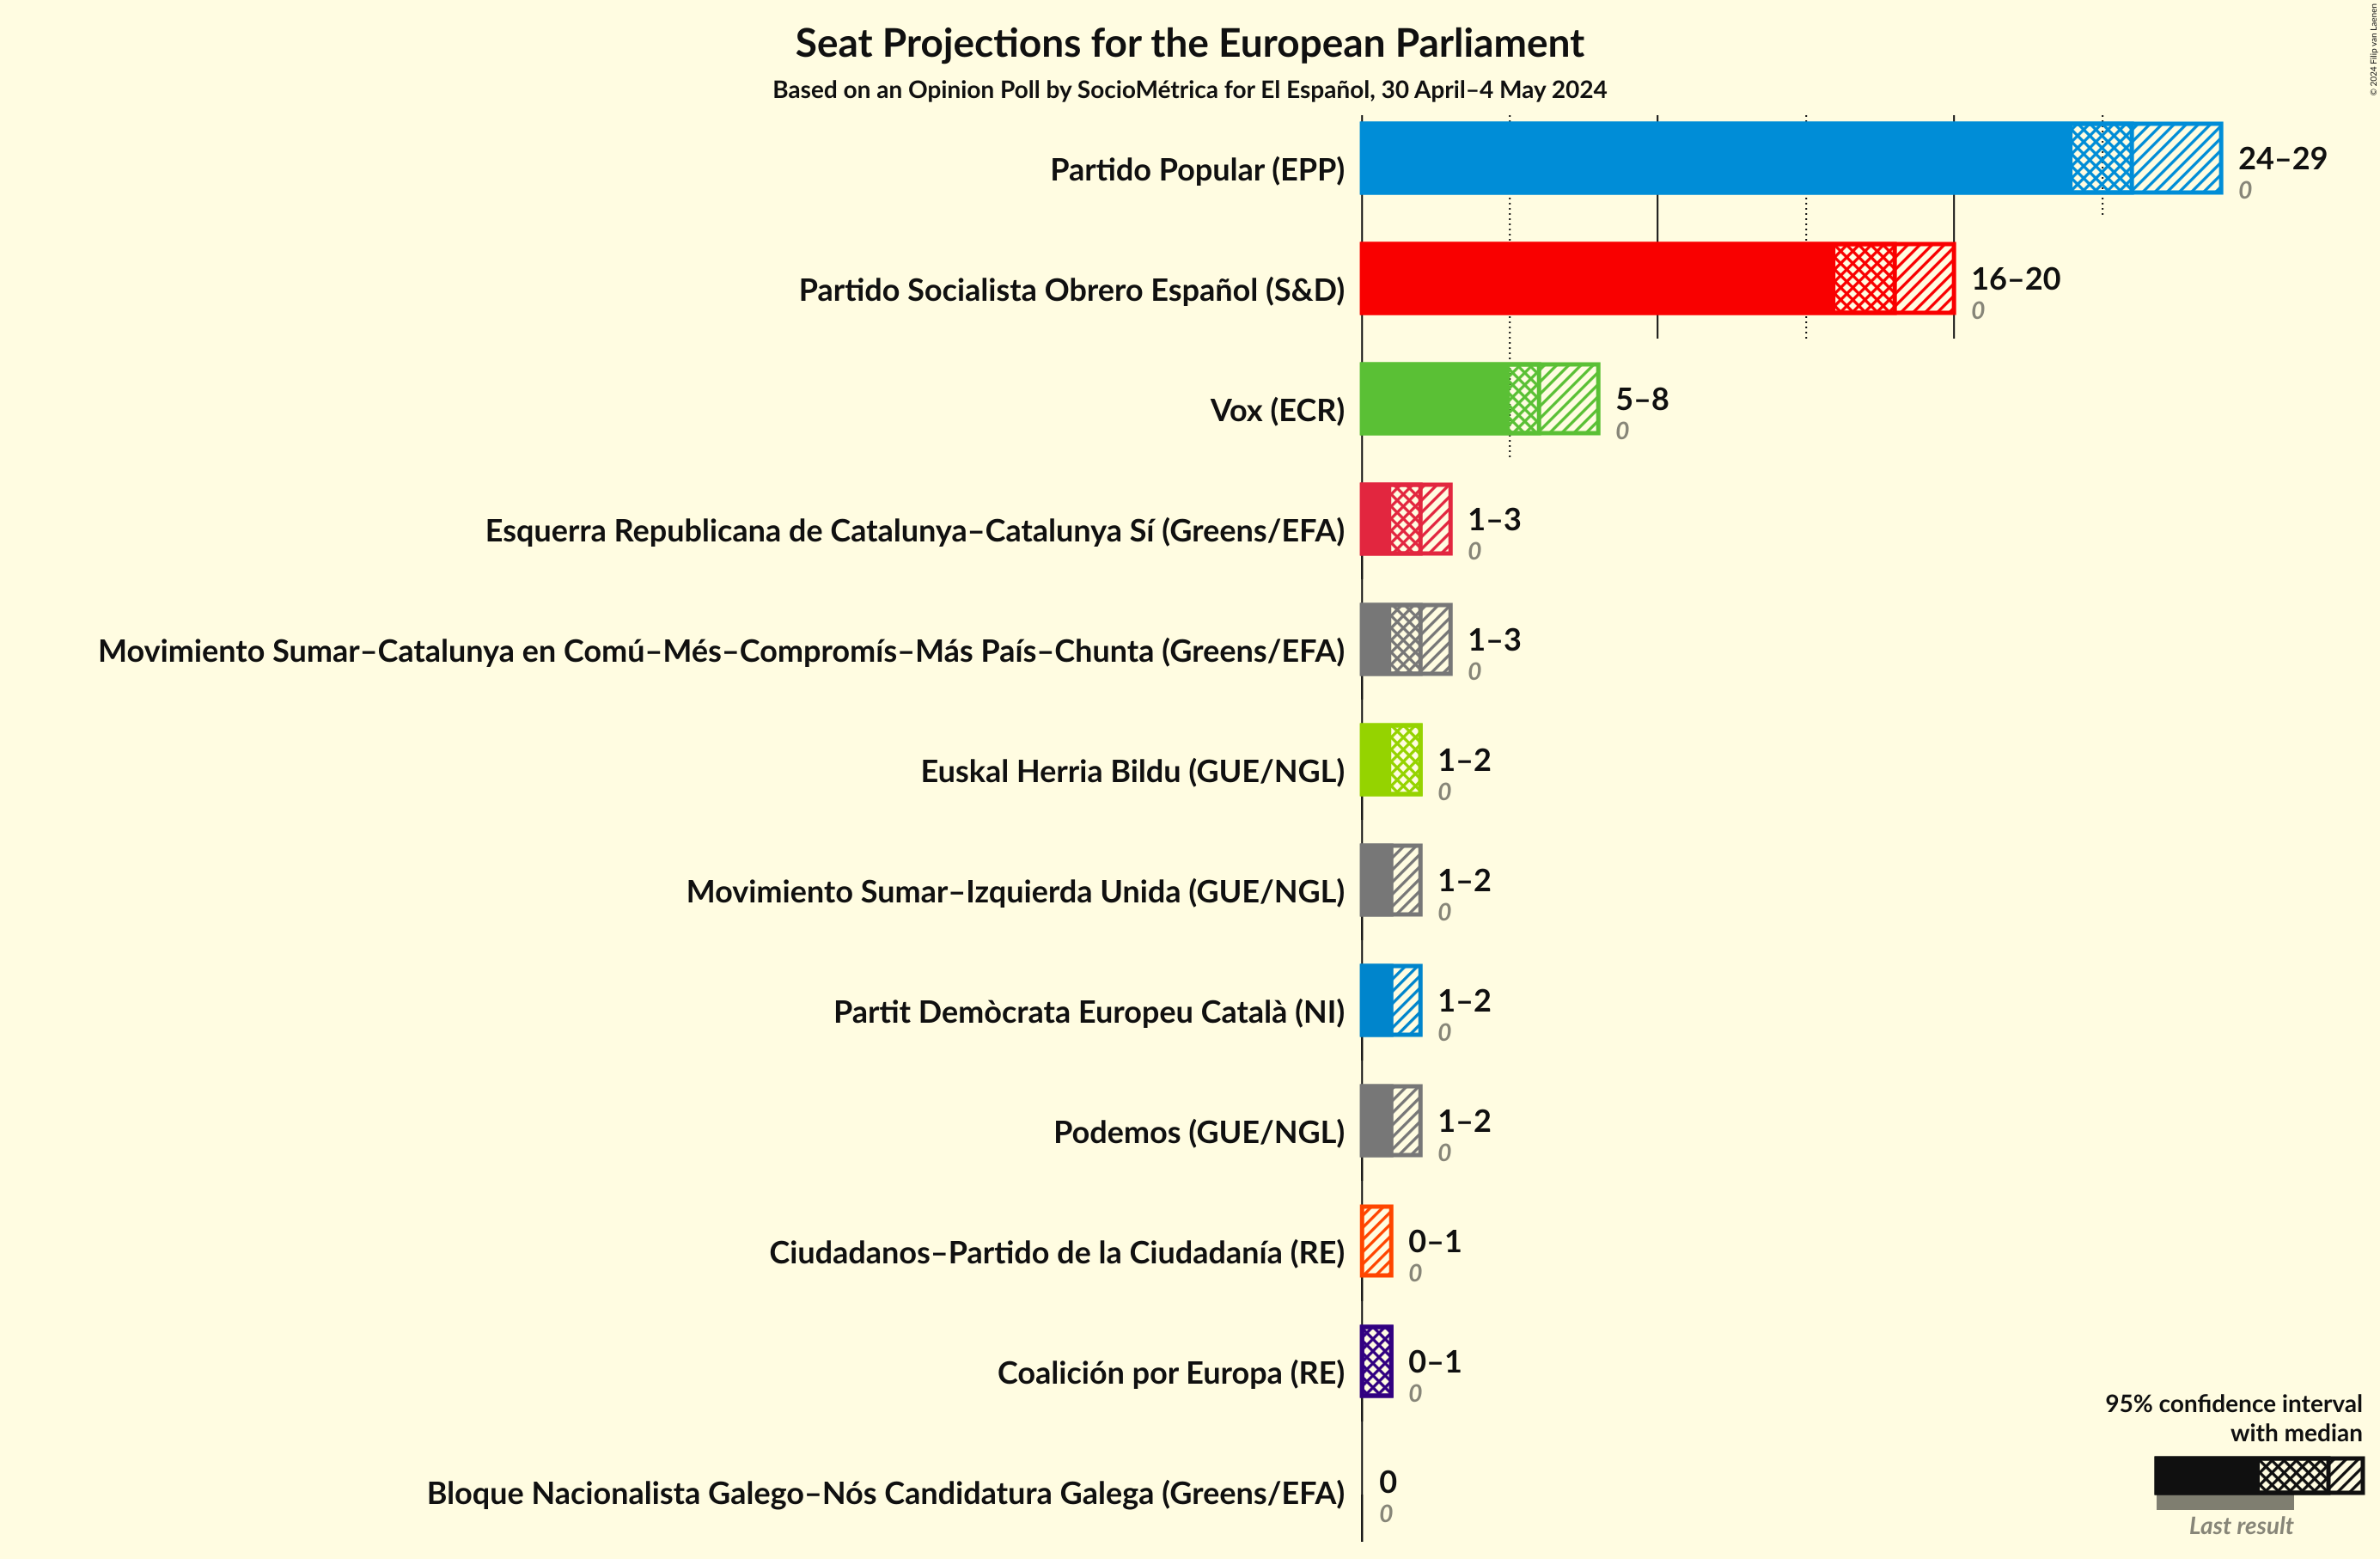 Seat Projections for the European Parliament
Based on an Opinion Poll by SocioMétrica for El Español, 30 April–4 May 2024
© 2024 Filip van Laenen
Partido Popular (EPP)
24–29
0
Partido Socialista Obrero Español (S&D)
16–20
0
Vox (ECR)
5–8
0
Esquerra Republicana de Catalunya–Catalunya Sí (Greens/EFA)
1–3
0
Movimiento Sumar–Catalunya en Comú–Més–Compromís–Más País–Chunta (Greens/EFA)
1–3
0
Euskal Herria Bildu (GUE/NGL)
1–2
0
Movimiento Sumar–Izquierda Unida (GUE/NGL)
1–2
0
Partit Demòcrata Europeu Català (NI)
1–2
0
Podemos (GUE/NGL)
1–2
0
Ciudadanos–Partido de la Ciudadanía (RE)
0–1
0
Coalición por Europa (RE)
0–1
0
Bloque Nacionalista Galego–Nós Candidatura Galega (Greens/EFA)
0
0
95% confidence interval
with median
Last result